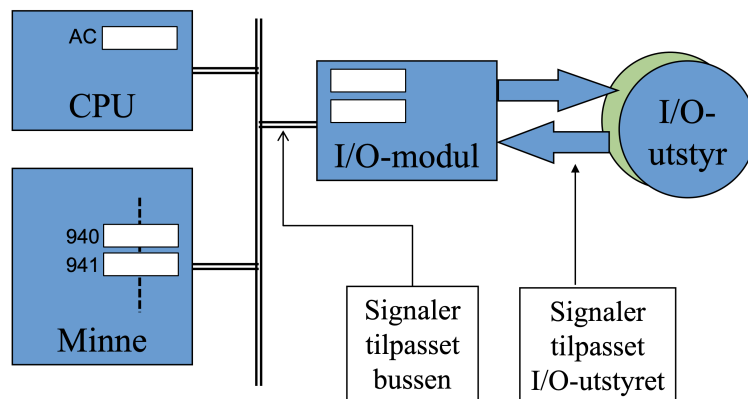 AC
CPU
I/O-modul
I/O-
utstyr
940
941
Minne
Signaler
tilpasset
bussen
Signaler
tilpasset
I/O-utstyret